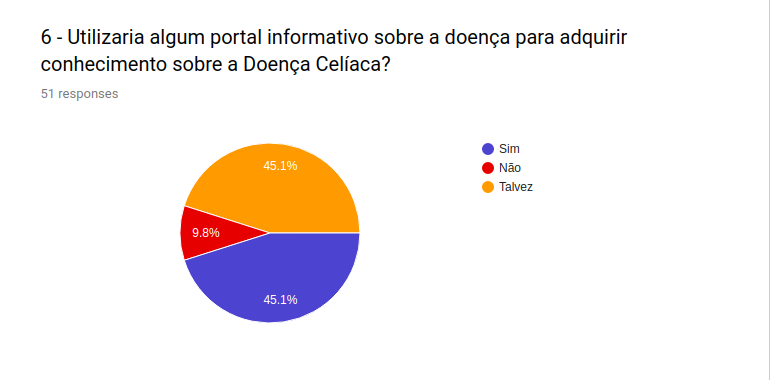 6 - Utilizaria algum portal informativo sobre a doença para adquirir
conhecimento sobre a Doença Celíaca?
51 responses
45.1%
9.8%
45.1%
Sim
Não
Talvez